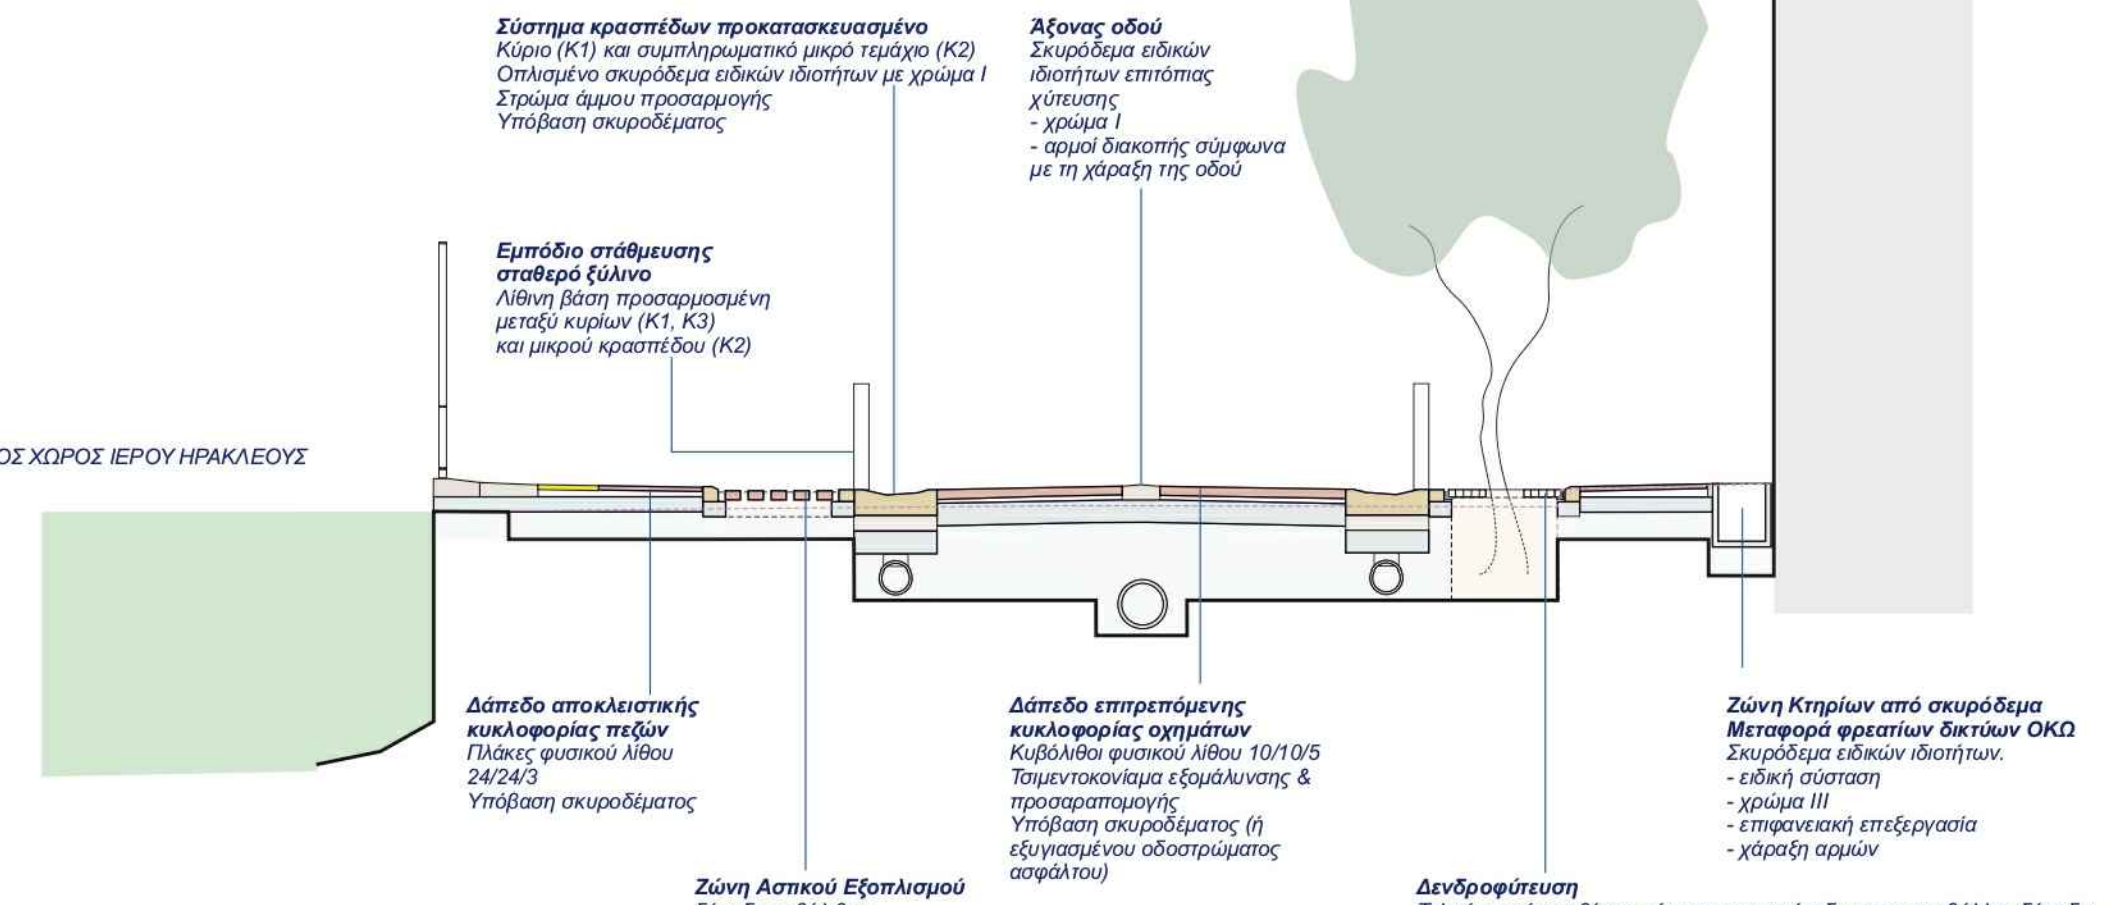 Σύστημα κρασπέδων προκατασκευασμένο
Κύριο (Κ1) και συμπληρωματικό μικρό τεμάχιο (Κ2)
Οπλισμένο σκυρόδεμα ειδικών ιδιοτήτων με χρώμα Ι
Στρώμα άμμου προσαρμογής
Υπόβαση σκυροδέματος
Άξονας οδού
Σκυρόδεμα ειδικών
ιδιοτήτων επιτόπιας
χύτευσης
- χρώμα Ι
- αρμοί διακοπής σύμφωνα
με τη χάραξη της οδού
Εμπόδιο στάθμευσης
σταθερό ξύλινο
Λίθινη βάση προσαρμοσμένη
μεταξύ κυρίων (Κ1, Κ3)
και μικρού κρασπέδου (Κ2)
ΟΣ ΧΩΡΟΣ ΙΕΡΟΥ ΗΡΑΚΛΕΟΥΣ
Δάπεδο αποκλειστικής
κυκλοφορίας πεζών
Πλάκες φυσικού λίθου
24/24/3
Υπόβαση σκυροδέματος
Δάπεδο επιτρεπόμενης
κυκλοφορίας οχημάτων
Κυβόλιθοι φυσικού λίθου 10/10/5
Τσιμεντοκονίαμα εξομάλυνσης &
προσαραπομογής
Υπόβαση σκυροδέματος (ή
εξυγιασμένου οδοστρώματος
ασφάλτου)
Ζώνη Κτηρίων από σκυρόδεμα
Μεταφορά φρεατίων δικτύων ΟΚΩ
Σκυρόδεμα ειδικών ιδιοτήτων.
- ειδική σύσταση
- χρώμα ΙΙΙ
- επιφανειακή επεξεργασία
- χάραξη αρμών
Ζώνη Αστικού Εξοπλισμού
Δενδροφύτευση